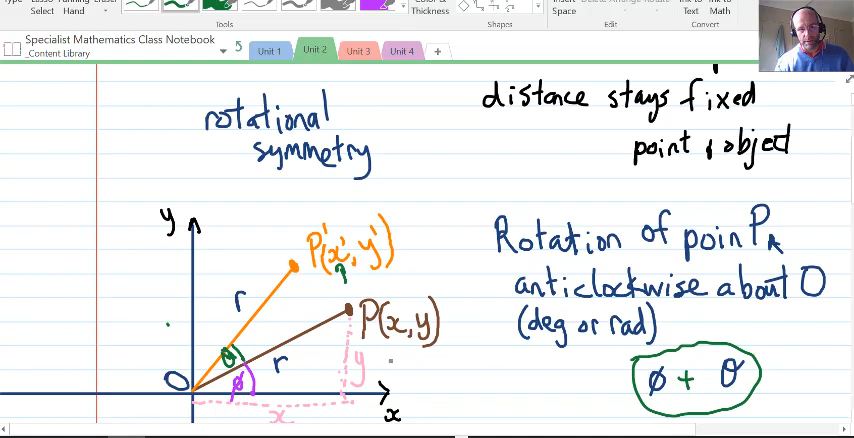 Hand
Tools
Color &
Thickness
Shapes
Insert
Space
Edit
Ink to
Text
Ink to
Math
Convert
Specialist Mathematics Class Notebook
_Content Library
Unit 1
Unit 2
Unit 3
Unit 4
+
rotational
symmetry
distance stays fixed
point & object
y
P'(x', y')
r
P(x, y)
θ
r
O
φ
y
x
x
Rotation of poin P
anticlockwise about O
(deg or rad)
φ + θ